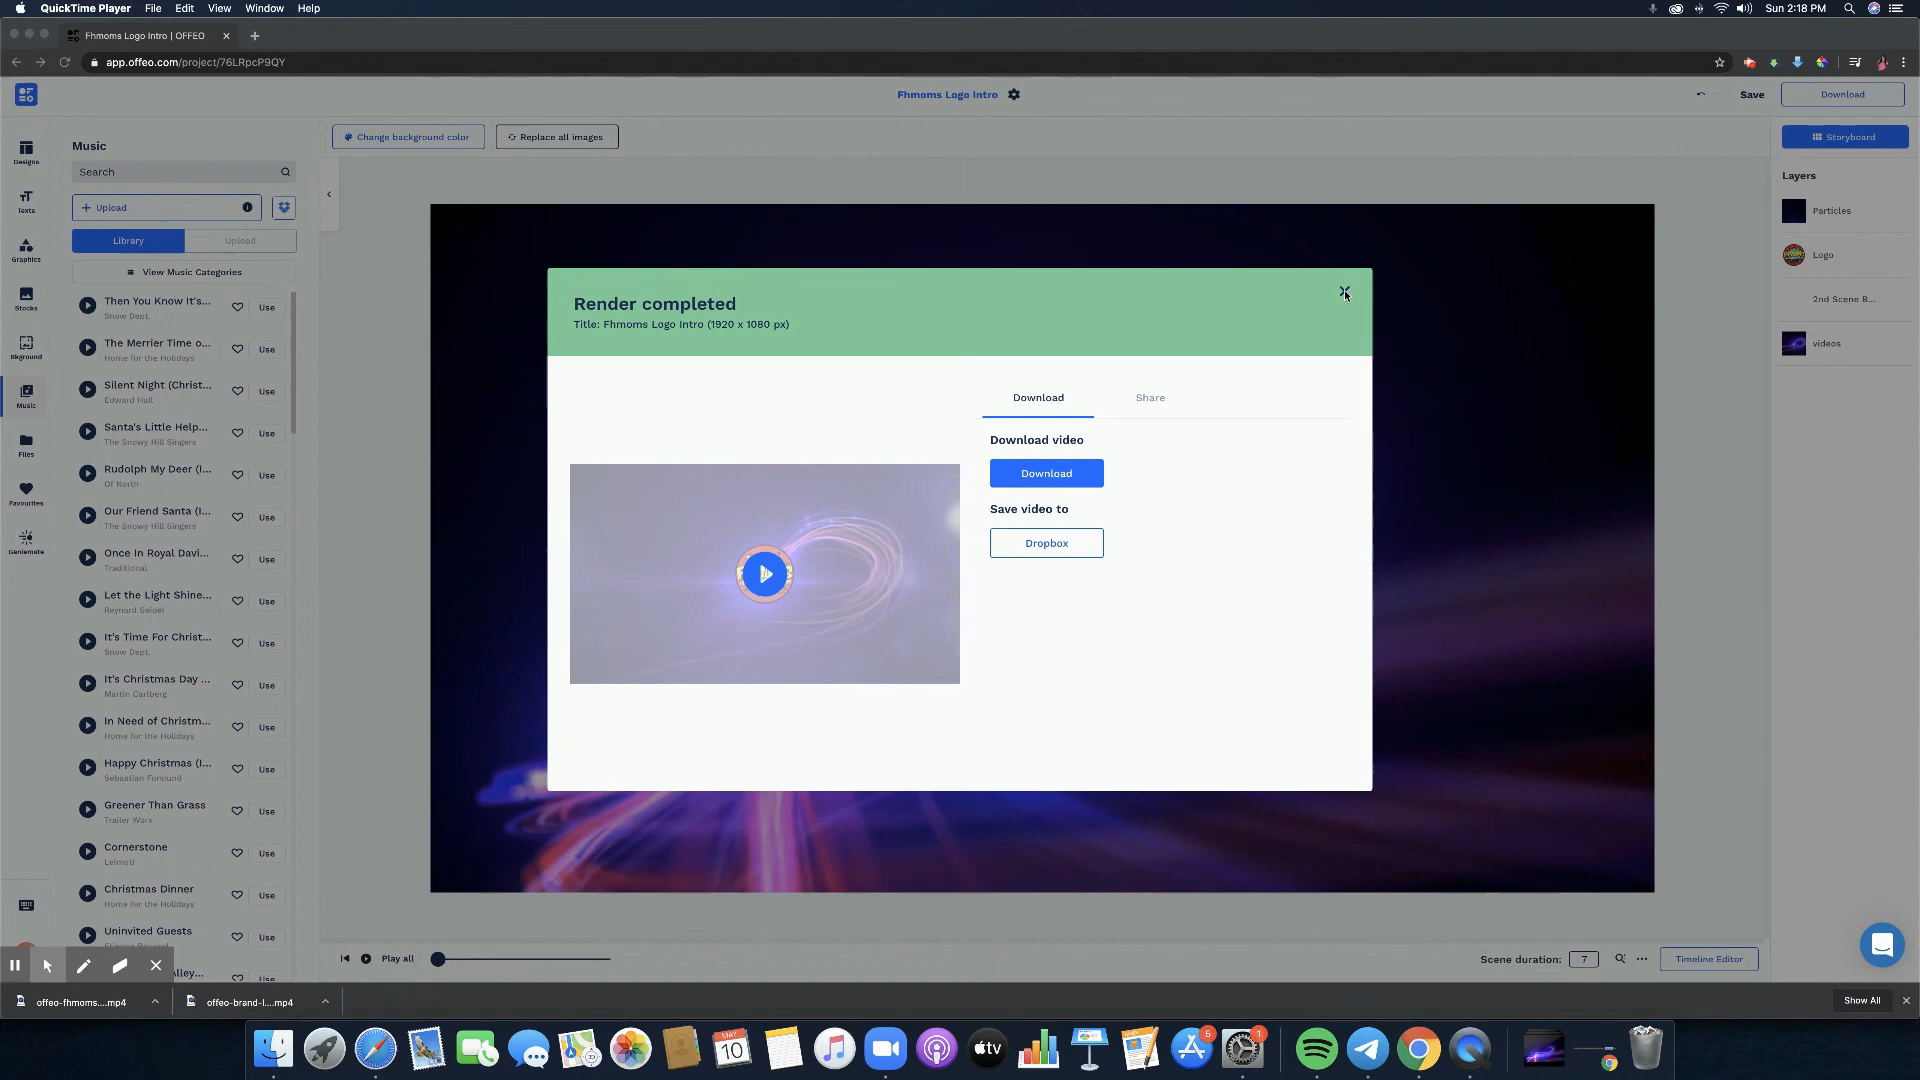 QuickTime Player File Edit View Window Help
Sun 2:18 PM
Fhmoms Logo Intro | OFFEO
app.offeo.com/project/76LRpcP9QY
Fhmoms Logo Intro
Save
Download
Change background color
Replace all images
Storyboard
Designs
Texts
Graphics
Stocks
Bkground
Music
Files
Favourites
Geniemate
Music
Search
+ Upload
Library
Upload
View Music Categories
Then You Know It's...
Snow Dept.
Use
The Merrier Time o...
Home for the Holidays
Use
Silent Night (Christ...
Edward Hall
Use
Santa's Little Help...
The Snowy Hill Singers
Use
Rudolph My Deer (I...
Of North
Use
Our Friend Santa (I...
The Snowy Hill Singers
Use
Once In Royal Davi...
Traditional
Use
Let the Light Shine...
Reynard Seidel
Use
It's Time For Christ...
Snow Dept.
Use
It's Christmas Day ...
Martin Carlberg
Use
In Need of Christm...
Home for the Holidays
Use
Happy Christmas (I...
Sebastian Forslund
Use
Greener Than Grass
Trailer Worx
Use
Cornerstone
Leimoti
Use
Christmas Dinner
Home for the Holidays
Use
Uninvited Guests
Use
Alley...
Use
Render completed
Title: Fhmoms Logo Intro (1920 x 1080 px)
Download
Share
Download video
Download
Save video to
Dropbox
Layers
Particles
Logo
2nd Scene B...
videos
Play all
Scene duration:
7
Timeline Editor
offeo-fhmoms....mp4
offeo-brand-l....mp4
Show All
MAY
10
tv
5
1